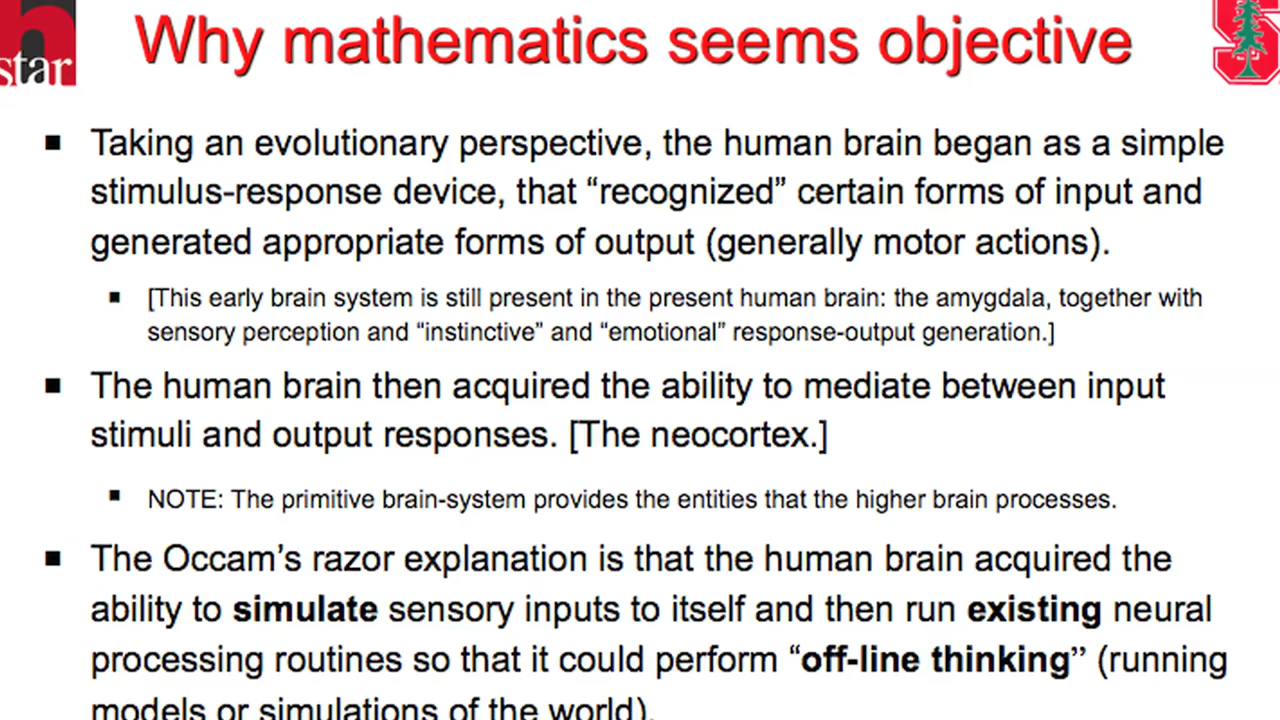 h
star
Why mathematics seems objective
S
Taking an evolutionary perspective, the human brain began as a simple
stimulus-response device, that “recognized” certain forms of input and
generated appropriate forms of output (generally motor actions).
[This early brain system is still present in the present human brain: the amygdala, together with
sensory perception and “instinctive” and “emotional” response-output generation.]
The human brain then acquired the ability to mediate between input
stimuli and output responses. [The neocortex.]
NOTE: The primitive brain-system provides the entities that the higher brain processes.
The Occam’s razor explanation is that the human brain acquired the
ability to simulate sensory inputs to itself and then run existing neural
processing routines so that it could perform “off-line thinking” (running
models or simulations of the world).